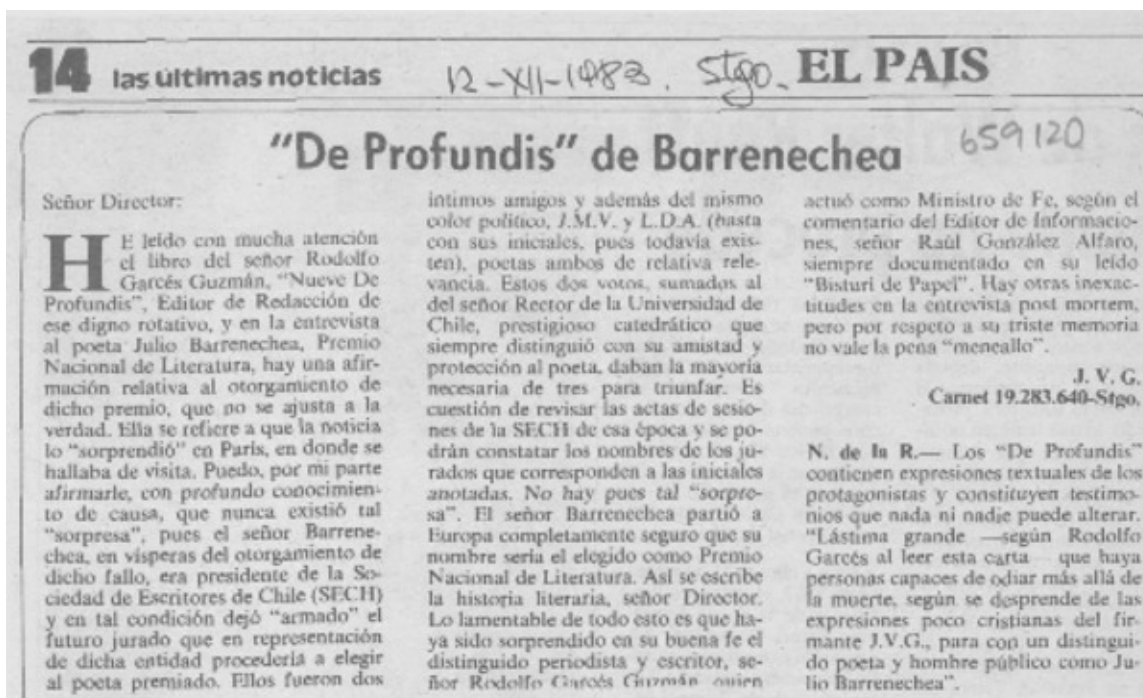 14 las últimas noticias
12-XII-1983. Stgo.
EL PAIS
"De Profundis" de Barrenechea
659120
Señor Director:
HE leído con mucha atención
el libro del señor Rodolfo
Garcés Guzmán, "Nueve De
Profundis", Editor de Redacción de
ese digno rotativo, y en la entrevista
al poeta Julio Barrenechea, Premio
Nacional de Literatura, hay una afir-
mación relativa al otorgamiento de
dicho premio, que no se ajusta a la
verdad. Ella se refiere a que la noticia
lo "sorprendió" en París, en donde se
hallaba de visita. Puedo, por mi parte
afirmarle, con profundo conocimien-
to de causa, que nunca existió tal
"sorpresa", pues el señor Barrene-
chea, en vísperas del otorgamiento de
dicho fallo, era presidente de la So-
ciedad de Escritores de Chile (SECH)
y en tal condición dejó "armado" el
futuro jurado que en representación
de dicha entidad procedería a elegir
al poeta premiado. Ellos fueron dos
íntimos amigos y además del mismo
color político, J.M.V. y L.D.A. (basta
con sus iniciales, pues todavía exis-
ten), poetas ambos de relativa rele-
vancia. Estos dos votos, sumados al
del señor Rector de la Universidad de
Chile, prestigioso catedrático que
siempre distinguió con su amistad y
protección al poeta, daban la mayoría
necesaria de tres para triunfar. Es
cuestión de revisar las actas de sesio-
nes de la SECH de esa época y se po-
drán constatar los nombres de los ju-
rados que corresponden a las iniciales
anotadas. No hay pues tal "sorpre-
sa". El señor Barrenechea partió a
Europa completamente seguro que su
nombre sería el elegido como Premio
Nacional de Literatura. Así se escribe
la historia literaria, señor Director.
Lo lamentable de todo esto es que ha-
ya sido sorprendido en su buena fe el
distinguido periodista y escritor, se-
ñor Rodolfo Garcés Guzmán quien
actuó como Ministro de Fe, según el
comentario del Editor de Informacio-
nes, señor Raúl González Alfaro,
siempre documentado en su leído
"Bisturí de Papel". Hay otras inexac-
titudes en la entrevista post mortem,
pero por respeto a su triste memoria
no vale la pena "meneallo".
J. V. G.
Carnet 19.283.640-Stgo.
N. de la R.— Los "De Profundis"
contienen expresiones textuales de los
protagonistas y constituyen testimo-
nios que nada ni nadie puede alterar.
"Lástima grande —según Rodolfo
Garcés al leer esta carta— que haya
personas capaces de odiar más allá de
la muerte, según se desprende de las
expresiones poco cristianas del fir-
mante J.V.G., para con un distingui-
do poeta y hombre público como Ju-
lio Barrenechea".